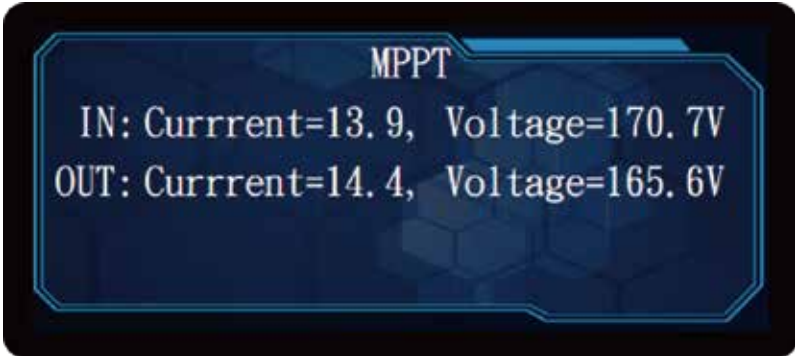 MPPT
IN: Currrent=13.9, Voltage=170.7V
OUT: Currrent=14.4, Voltage=165.6V